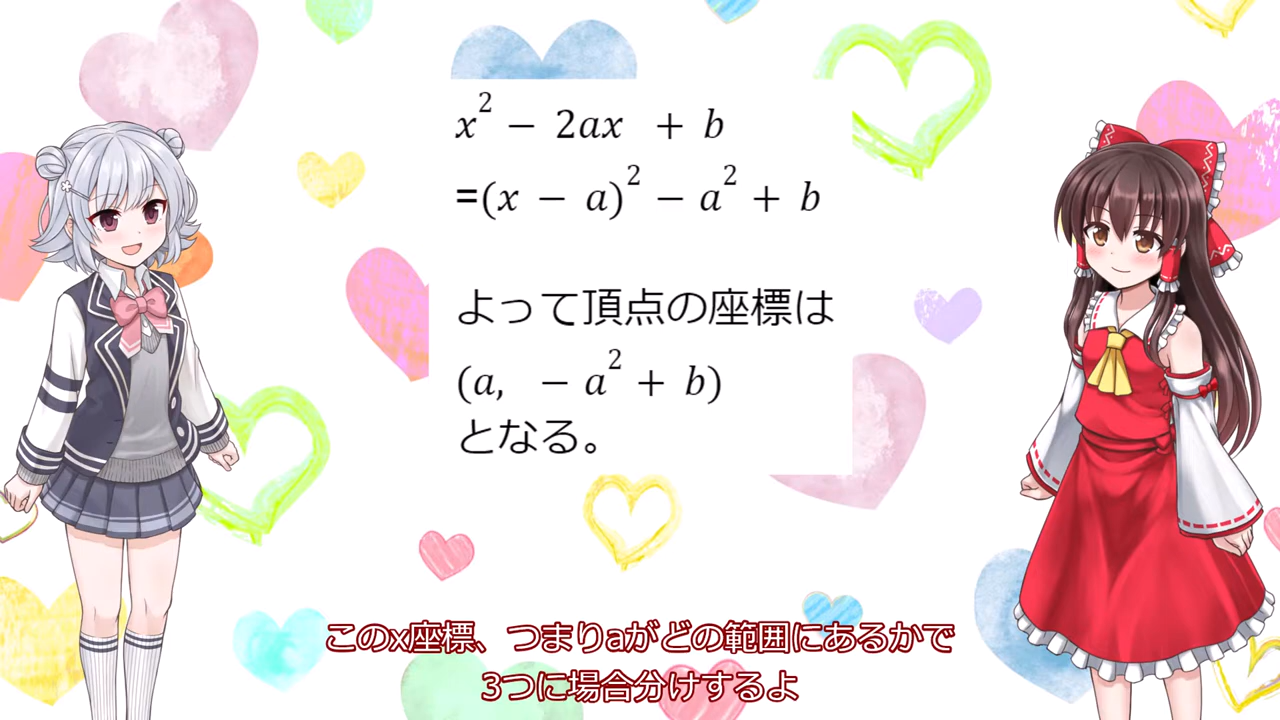 x² − 2ax + b
=(x − a)² − a² + b
よって頂点の座標は
(a, − a² + b)
となる。
このx座標、つまりaがどの範囲にあるかで
3つに場合分けするよ